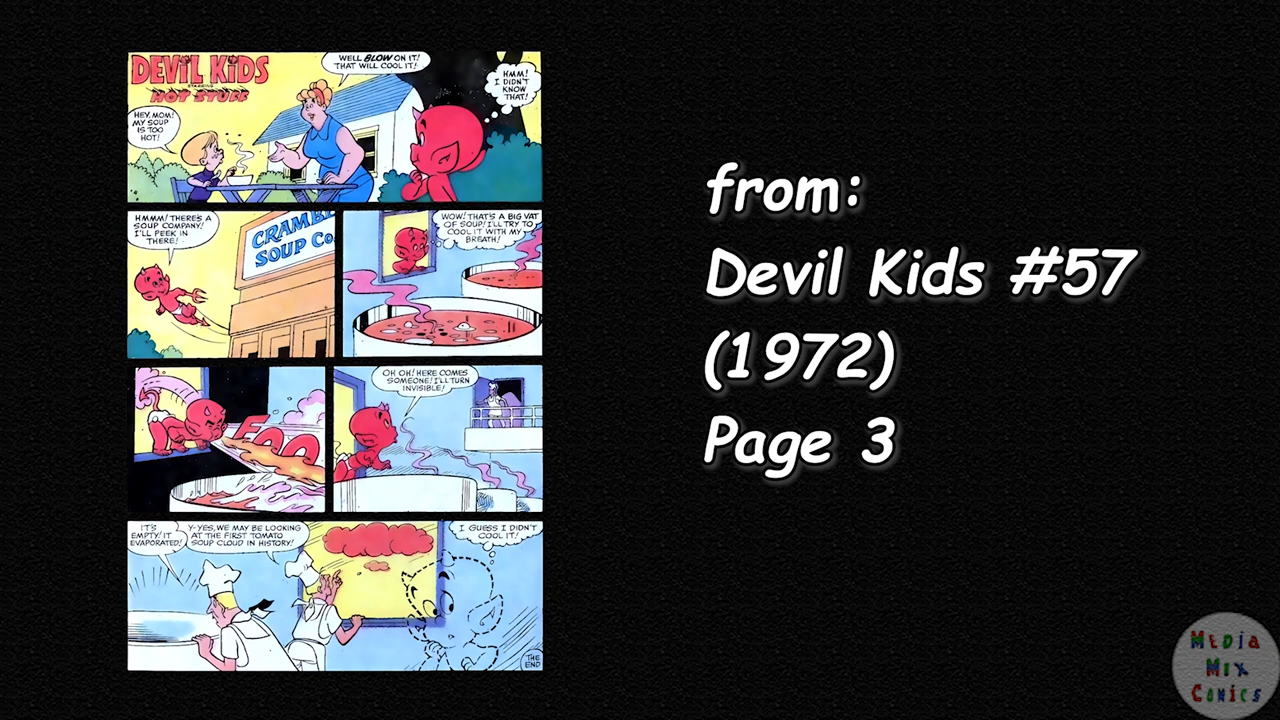 DEVIL KIDS
STARRING
HOT STUFF
HEY, MOM!
MY SOUP
IS TOO
HOT!
WELL BLOW ON IT!
THAT WILL COOL IT!
HMM!
I DIDN'T
KNOW
THAT!
HMMM! THERE'S A
SOUP COMPANY!
I'LL PEEK IN
THERE!
CRAMBE
SOUP Co.
WOW! THAT'S A BIG VAT
OF SOUP! I'LL TRY TO
COOL IT WITH MY
BREATH!
FOO
OH OH! HERE COMES
SOMEONE! I'LL TURN
INVISIBLE!
IT'S
EMPTY! IT
EVAPORATED!
Y-YES, WE MAY BE LOOKING
AT THE FIRST TOMATO
SOUP CLOUD IN HISTORY!
I GUESS I DIDN'T
COOL IT!
THE
END
from:
Devil Kids #57
(1972)
Page 3
MEDIA
MIX
COMICS